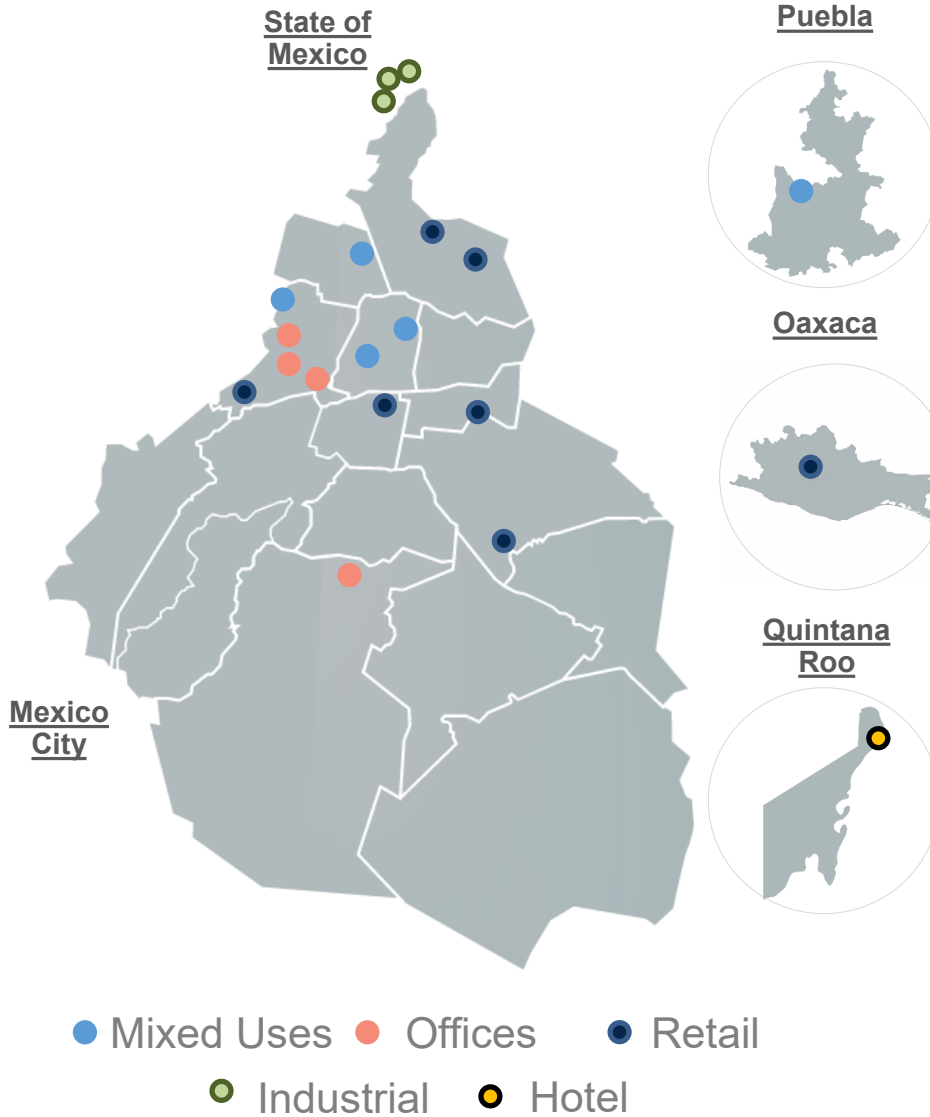 State of
Mexico
Puebla
Oaxaca
Quintana
Roo
Mexico
City
Mixed Uses
Offices
Retail
Industrial
Hotel